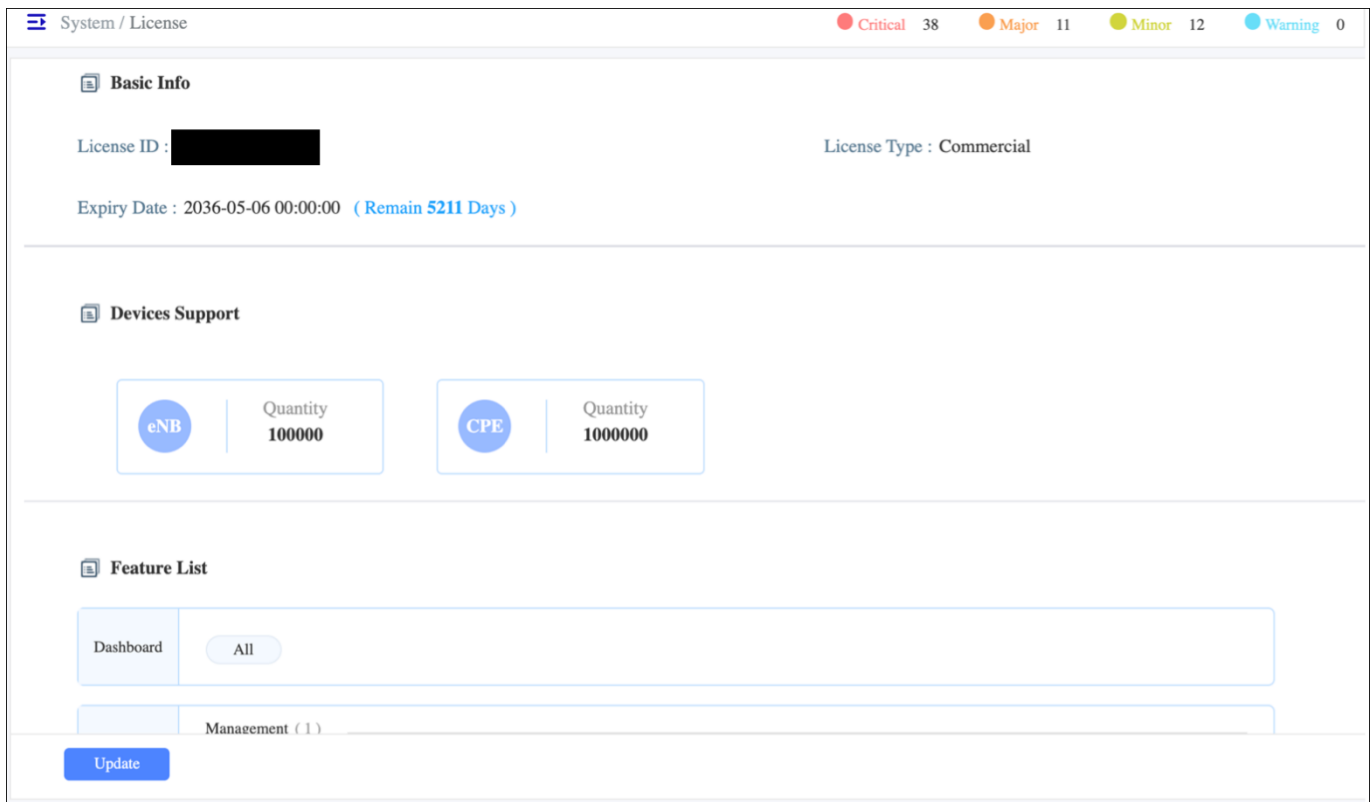 System / License
Critical 38 Major 11 Minor 12 Warning 0
Basic Info
License ID :
License Type : Commercial
Expiry Date : 2036-05-06 00:00:00 ( Remain 5211 Days )
Devices Support
eNB Quantity 100000
CPE Quantity 1000000
Feature List
Dashboard All
Management ( 1 )
Update